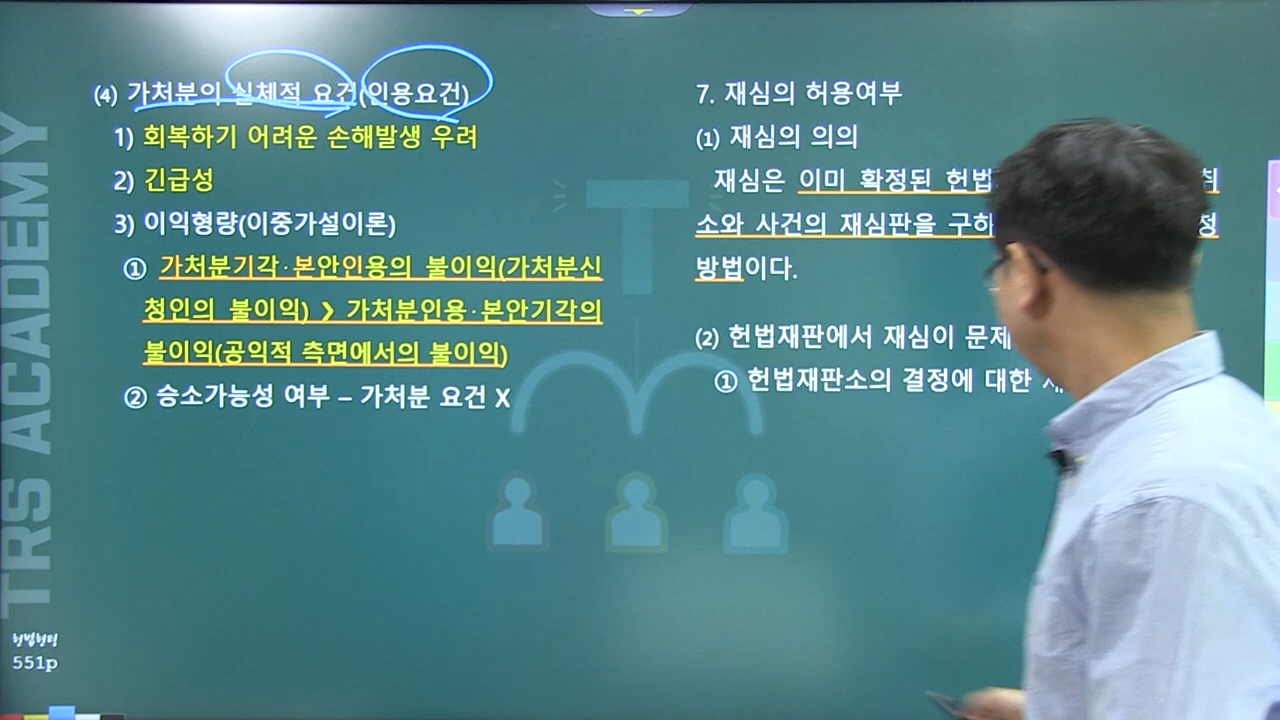 (4) 가처분의 실체적 요건(인용요건)
1) 회복하기 어려운 손해발생 우려
2) 긴급성
3) 이익형량(이중가설이론)
① 가처분기각·본안인용의 불이익(가처분신
청인의 불이익) ❯ 가처분인용·본안기각의
불이익(공익적 측면에서의 불이익)
② 승소가능성 여부 – 가처분 요건 X
7. 재심의 허용여부
(1) 재심의 의의
재심은 이미 확정된 헌법
소와 사건의 재심판을 구하 정
방법이다.
(2) 헌법재판에서 재심이 문제
① 헌법재판소의 결정에 대한
TRS ACADEMY
헌법헌팅
551p